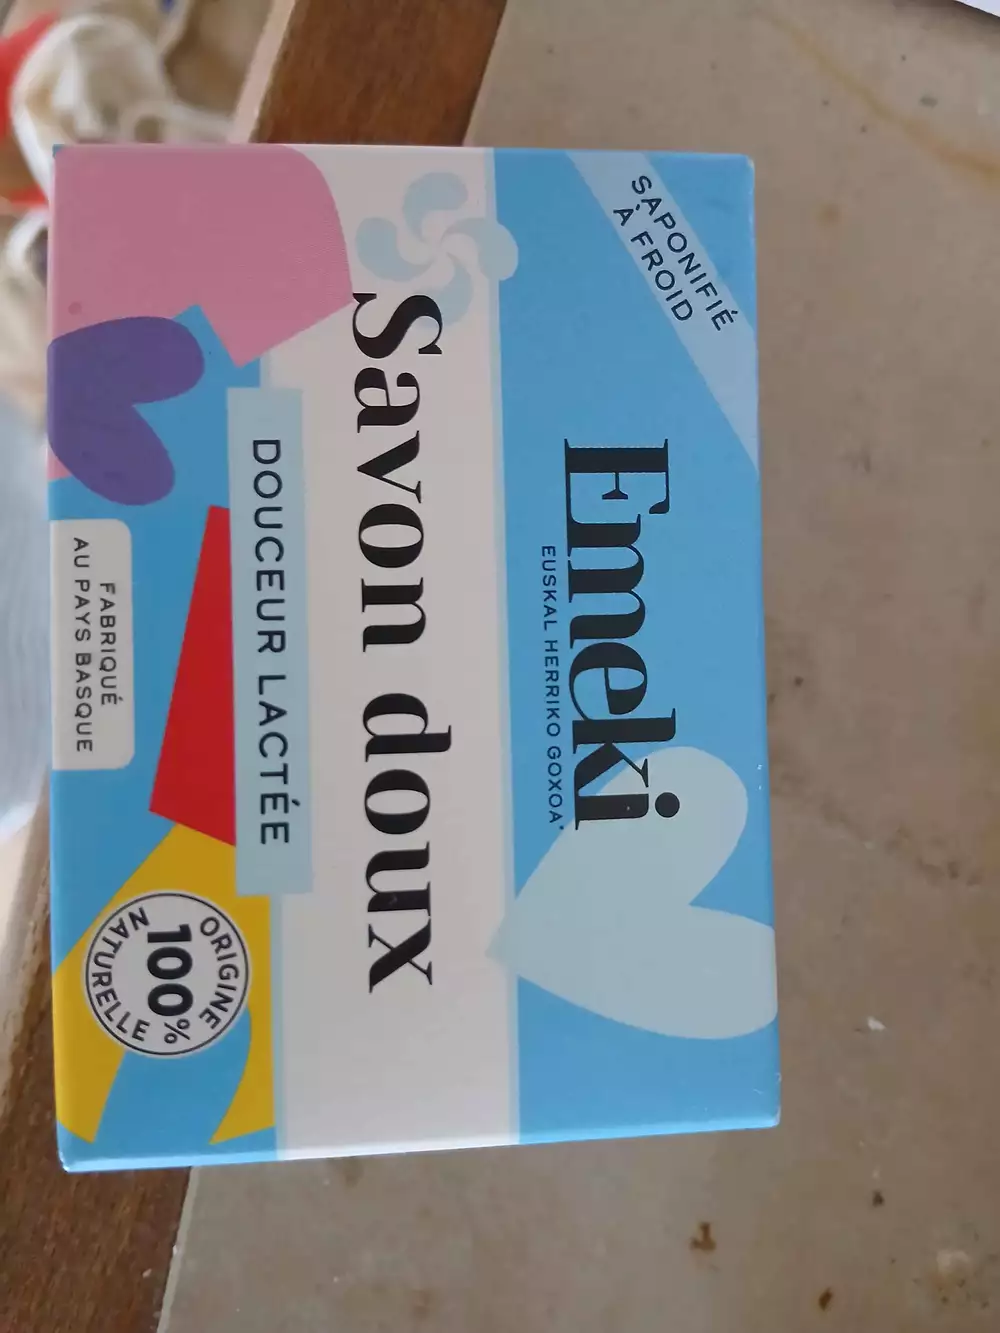 SAPONIFIÉ
À FROID
Emeki
EUSKAL HERRIKO GOXOA*
Savon doux
DOUCEUR LACTÉE
FABRIQUÉ
AU PAYS BASQUE
ORIGINE
100%
NATURELLE